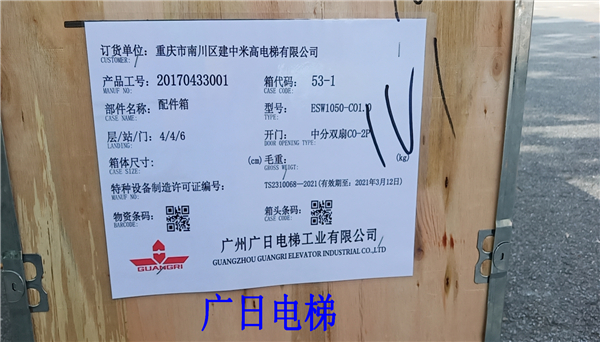 订货单位: 重庆市南川区建中米高电梯有限公司
CUSTOMER:
产品工号: 20170433001 箱代码: 53-1
MANUF NO: CASE CODE:
部件名称: 配件箱 型号: ESW1050-CO1.0
CASE NAME: TYPE:
层/站/门: 4/4/6 开门: 中分双扇CO-2P
LANDING: DOOR OPENING TYPE:
箱体尺寸: (cm) 毛重: (kg)
CASE SIZE: GROSS WEIGT:
特种设备制造许可证编号: TS2310068—2021(有效期至: 2021年3月12日)
MANUF NO:
物资条码: 箱头条码:
BARCODE: CASE CODE:
GUANGRI
广州广日电梯工业有限公司
GUANGZHOU GUANGRI ELEVATOR INDUSTRIAL CO.,LTD
广日电梯